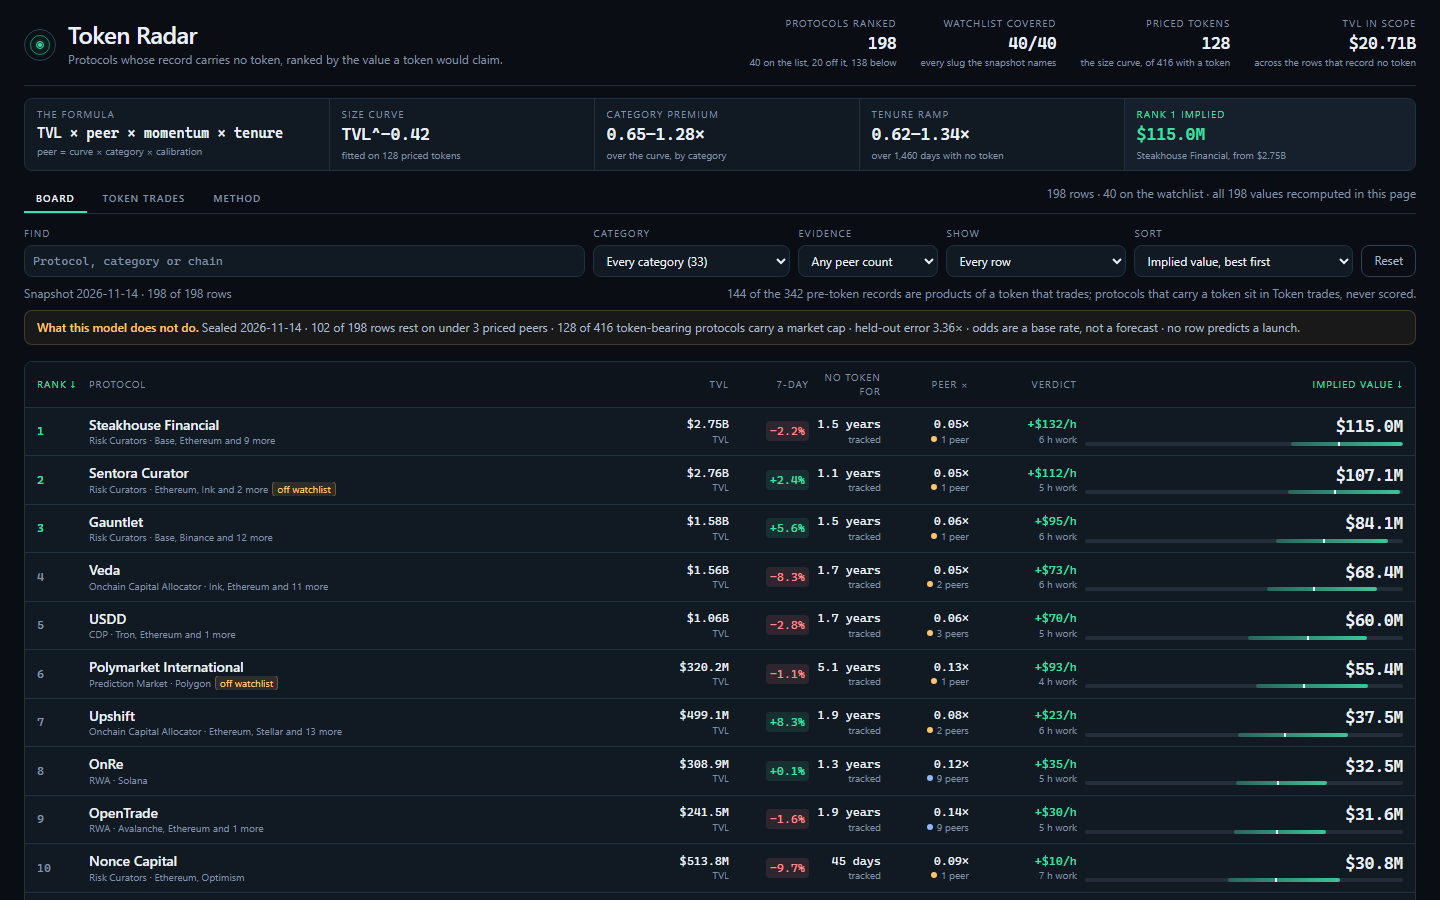 Token Radar
Protocols whose record carries no token, ranked by the value a token would claim.
PROTOCOLS RANKED
198
40 on the list, 20 off it, 138 below
WATCHLIST COVERED
40/40
every slug the snapshot names
PRICED TOKENS
128
the size curve, of 416 with a token
TVL IN SCOPE
$20.71B
across the rows that record no token
THE FORMULA
TVL × peer × momentum × tenure
peer = curve × category × calibration
SIZE CURVE
TVL^−0.42
fitted on 128 priced tokens
CATEGORY PREMIUM
0.65—1.28×
over the curve, by category
TENURE RAMP
0.62—1.34×
over 1,460 days with no token
RANK 1 IMPLIED
$115.0M
Steakhouse Financial, from $2.75B
BOARD TOKEN TRADES METHOD
198 rows · 40 on the watchlist · all 198 values recomputed in this page
FIND
Protocol, category or chain
CATEGORY
Every category (33)
EVIDENCE
Any peer count
SHOW
Every row
SORT
Implied value, best first
Reset
Snapshot 2026-11-14 · 198 of 198 rows
144 of the 342 pre-token records are products of a token that trades; protocols that carry a token sit in Token trades, never scored.
What this model does not do. Sealed 2026-11-14 · 102 of 198 rows rest on under 3 priced peers · 128 of 416 token-bearing protocols carry a market cap · held-out error 3.36× · odds are a base rate, not a forecast · no row predicts a launch.
RANK ↓ PROTOCOL TVL 7-DAY NO TOKEN FOR PEER × VERDICT IMPLIED VALUE ↓
1 Steakhouse Financial $2.75B −2.2% 1.5 years 0.05× +$132/h $115.0M
Risk Curators · Base, Ethereum and 9 more TVL tracked 1 peer 6 h work
2 Sentora Curator $2.76B +2.4% 1.1 years 0.05× +$112/h $107.1M
Risk Curators · Ethereum, Ink and 2 more off watchlist TVL tracked 1 peer 5 h work
3 Gauntlet $1.58B +5.6% 1.5 years 0.06× +$95/h $84.1M
Risk Curators · Base, Binance and 12 more TVL tracked 1 peer 6 h work
4 Veda $1.56B −8.3% 1.7 years 0.05× +$73/h $68.4M
Onchain Capital Allocator · Ink, Ethereum and 11 more TVL tracked 2 peers 6 h work
5 USDD $1.06B −2.8% 1.7 years 0.06× +$70/h $60.0M
CDP · Tron, Ethereum and 1 more TVL tracked 3 peers 5 h work
6 Polymarket International $320.2M −1.1% 5.1 years 0.13× +$93/h $55.4M
Prediction Market · Polygon off watchlist TVL tracked 1 peer 4 h work
7 Upshift $499.1M +8.3% 1.9 years 0.08× +$23/h $37.5M
Onchain Capital Allocator · Ethereum, Stellar and 13 more TVL tracked 2 peers 6 h work
8 OnRe $308.9M +0.1% 1.3 years 0.12× +$35/h $32.5M
RWA · Solana TVL tracked 9 peers 5 h work
9 OpenTrade $241.5M −1.6% 1.9 years 0.14× +$30/h $31.6M
RWA · Avalanche, Ethereum and 1 more TVL tracked 9 peers 5 h work
10 Nonce Capital $513.8M −9.7% 45 days 0.09× +$10/h $30.8M
Risk Curators · Ethereum, Optimism TVL tracked 1 peer 7 h work